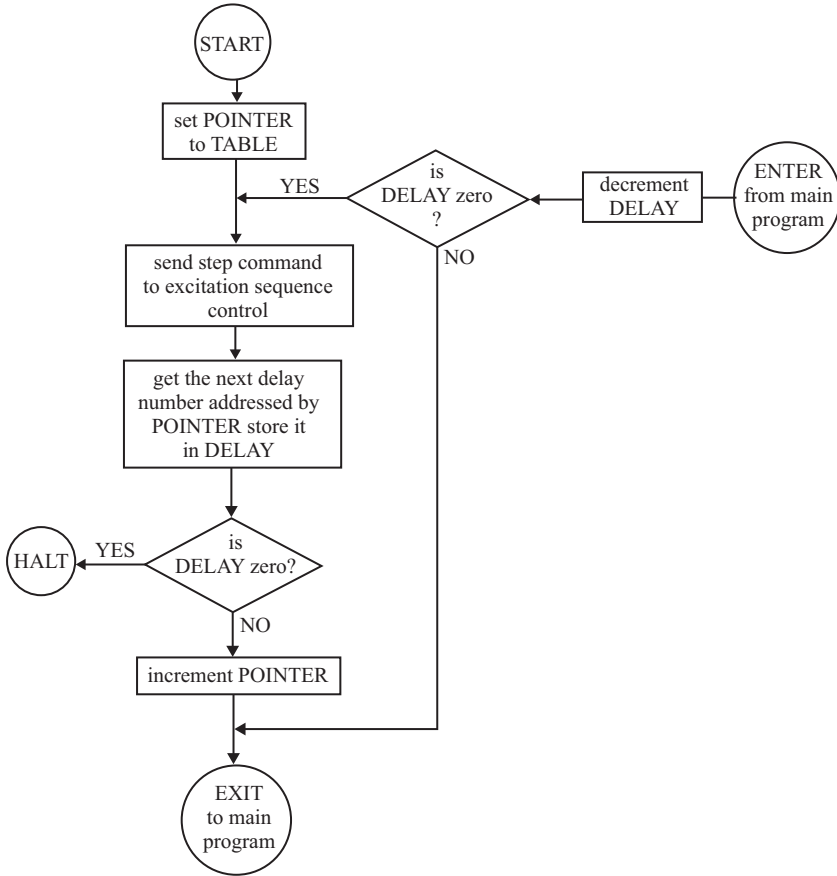 START
set POINTER
to TABLE
YES
is
DELAY zero
?
NO
decrement
DELAY
ENTER
from main
program
send step command
to excitation sequence
control
get the next delay
number addressed by
POINTER store it
in DELAY
is
DELAY zero?
YES
HALT
NO
increment POINTER
EXIT
to main
program